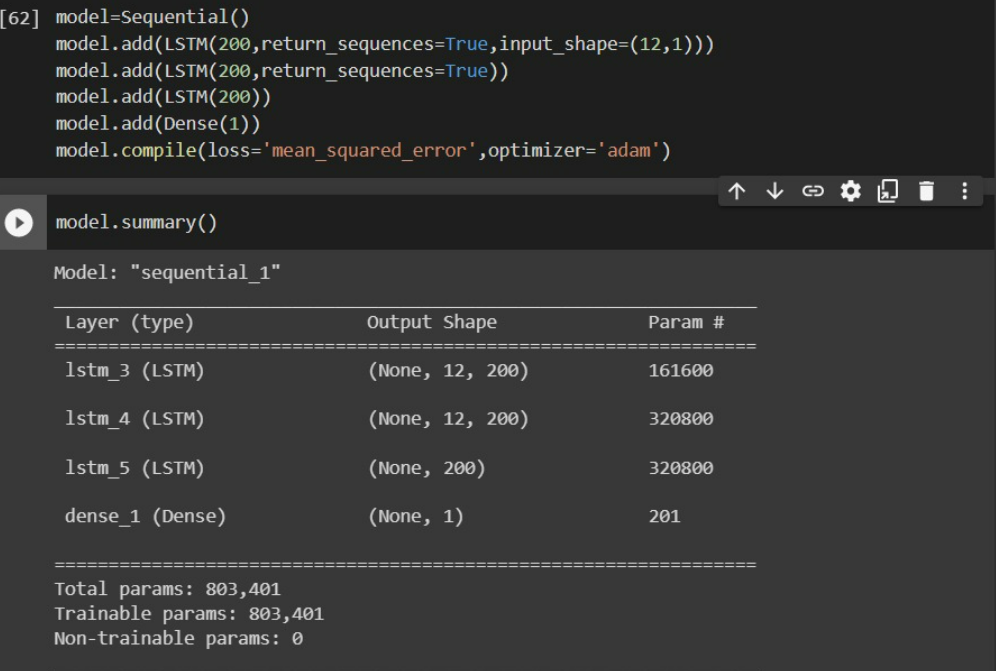 [62] model=Sequential()
model.add(LSTM(200,return_sequences=True,input_shape=(12,1)))
model.add(LSTM(200,return_sequences=True))
model.add(LSTM(200))
model.add(Dense(1))
model.compile(loss='mean_squared_error',optimizer='adam')
model.summary()
Model: "sequential_1"
Layer (type) Output Shape Param #
=================================================================
lstm_3 (LSTM) (None, 12, 200) 161600
lstm_4 (LSTM) (None, 12, 200) 320800
lstm_5 (LSTM) (None, 200) 320800
dense_1 (Dense) (None, 1) 201
=================================================================
Total params: 803,401
Trainable params: 803,401
Non-trainable params: 0